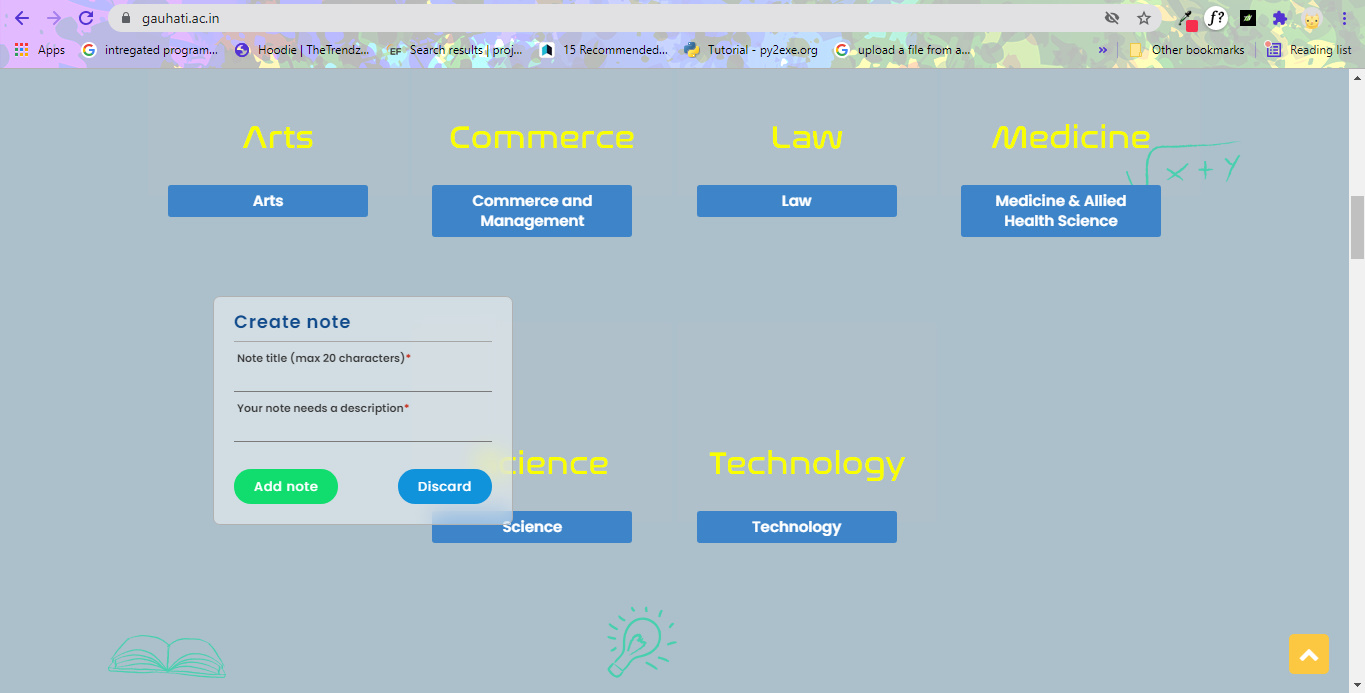 gauhati.ac.in
f?
Apps
intregated program...
Hoodie | TheTrendz...
EF Search results | proj...
15 Recommended...
Tutorial - py2exe.org
upload a file from a...
»
Other bookmarks
Reading list
Arts
Commerce
Law
Medicine
√x + y
Arts
Commerce and
Management
Law
Medicine & Allied
Health Science
Create note
Note title (max 20 characters)*
Your note needs a description*
Science
Technology
Add note
Discard
Science
Technology